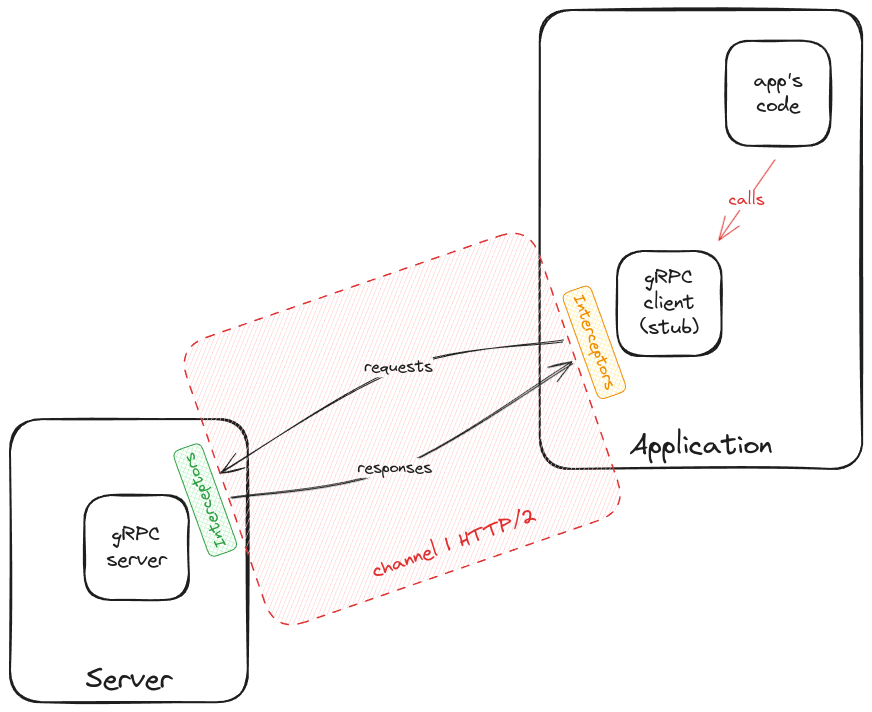 app's
code
calls
gRPC
client
(stub)
Interceptors
requests
Application
Interceptors
responses
channel | HTTP/2
gRPC
server
Server